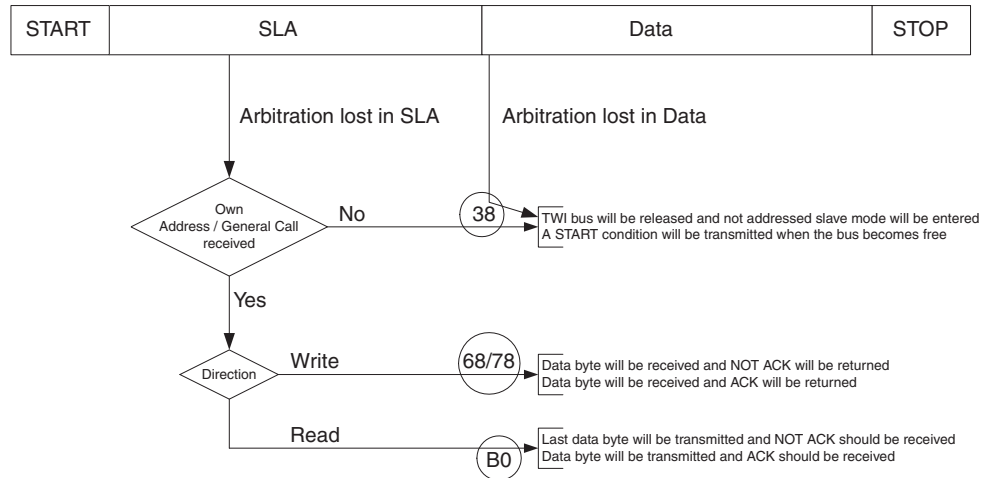 START SLA Data STOP
Arbitration lost in SLA Arbitration lost in Data
Own
Address / General Call
received
No
38
TWI bus will be released and not addressed slave mode will be entered
A START condition will be transmitted when the bus becomes free
Yes
Direction
Write
68/78
Data byte will be received and NOT ACK will be returned
Data byte will be received and ACK will be returned
Read
B0
Last data byte will be transmitted and NOT ACK should be received
Data byte will be transmitted and ACK should be received